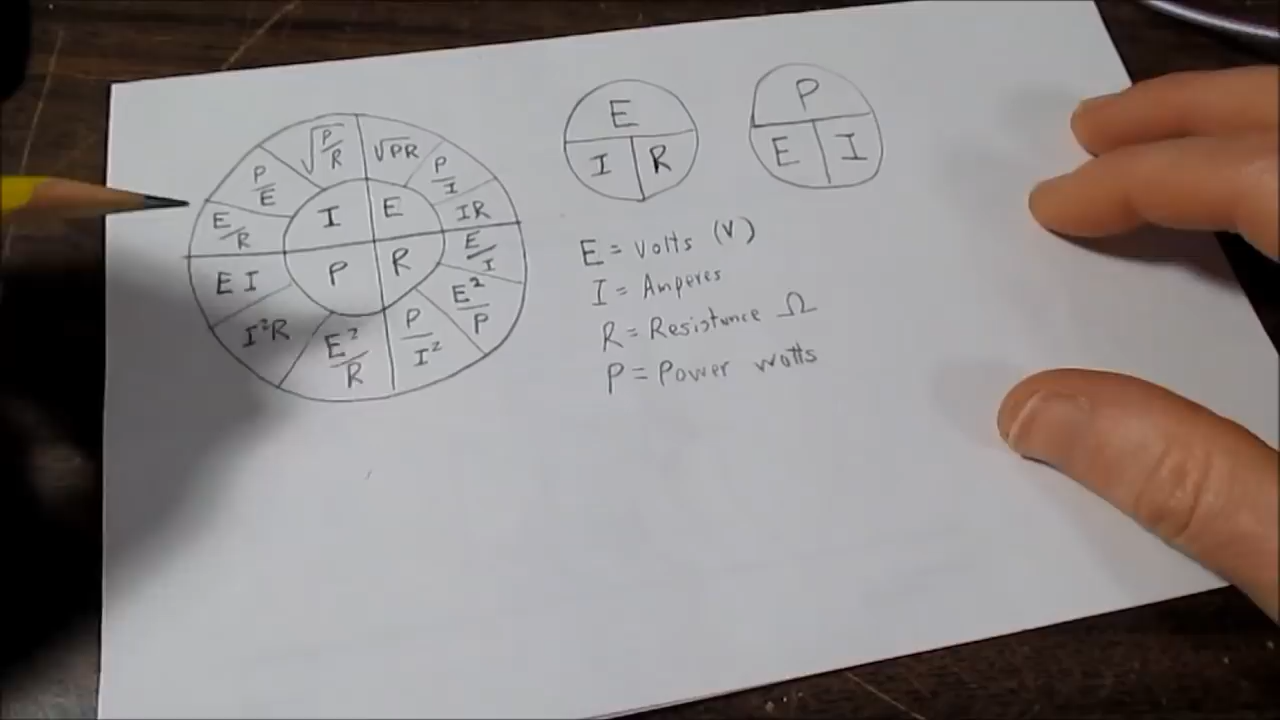 √P/R
√PR
P/E
P/I
E/R
IR
I
E
P
R
EI
E/I
I²R
E²/P
E²/R
P/I²
E
I R
P
E I
E = Volts (V)
I = Amperes
R = Resistance Ω
P = Power watts